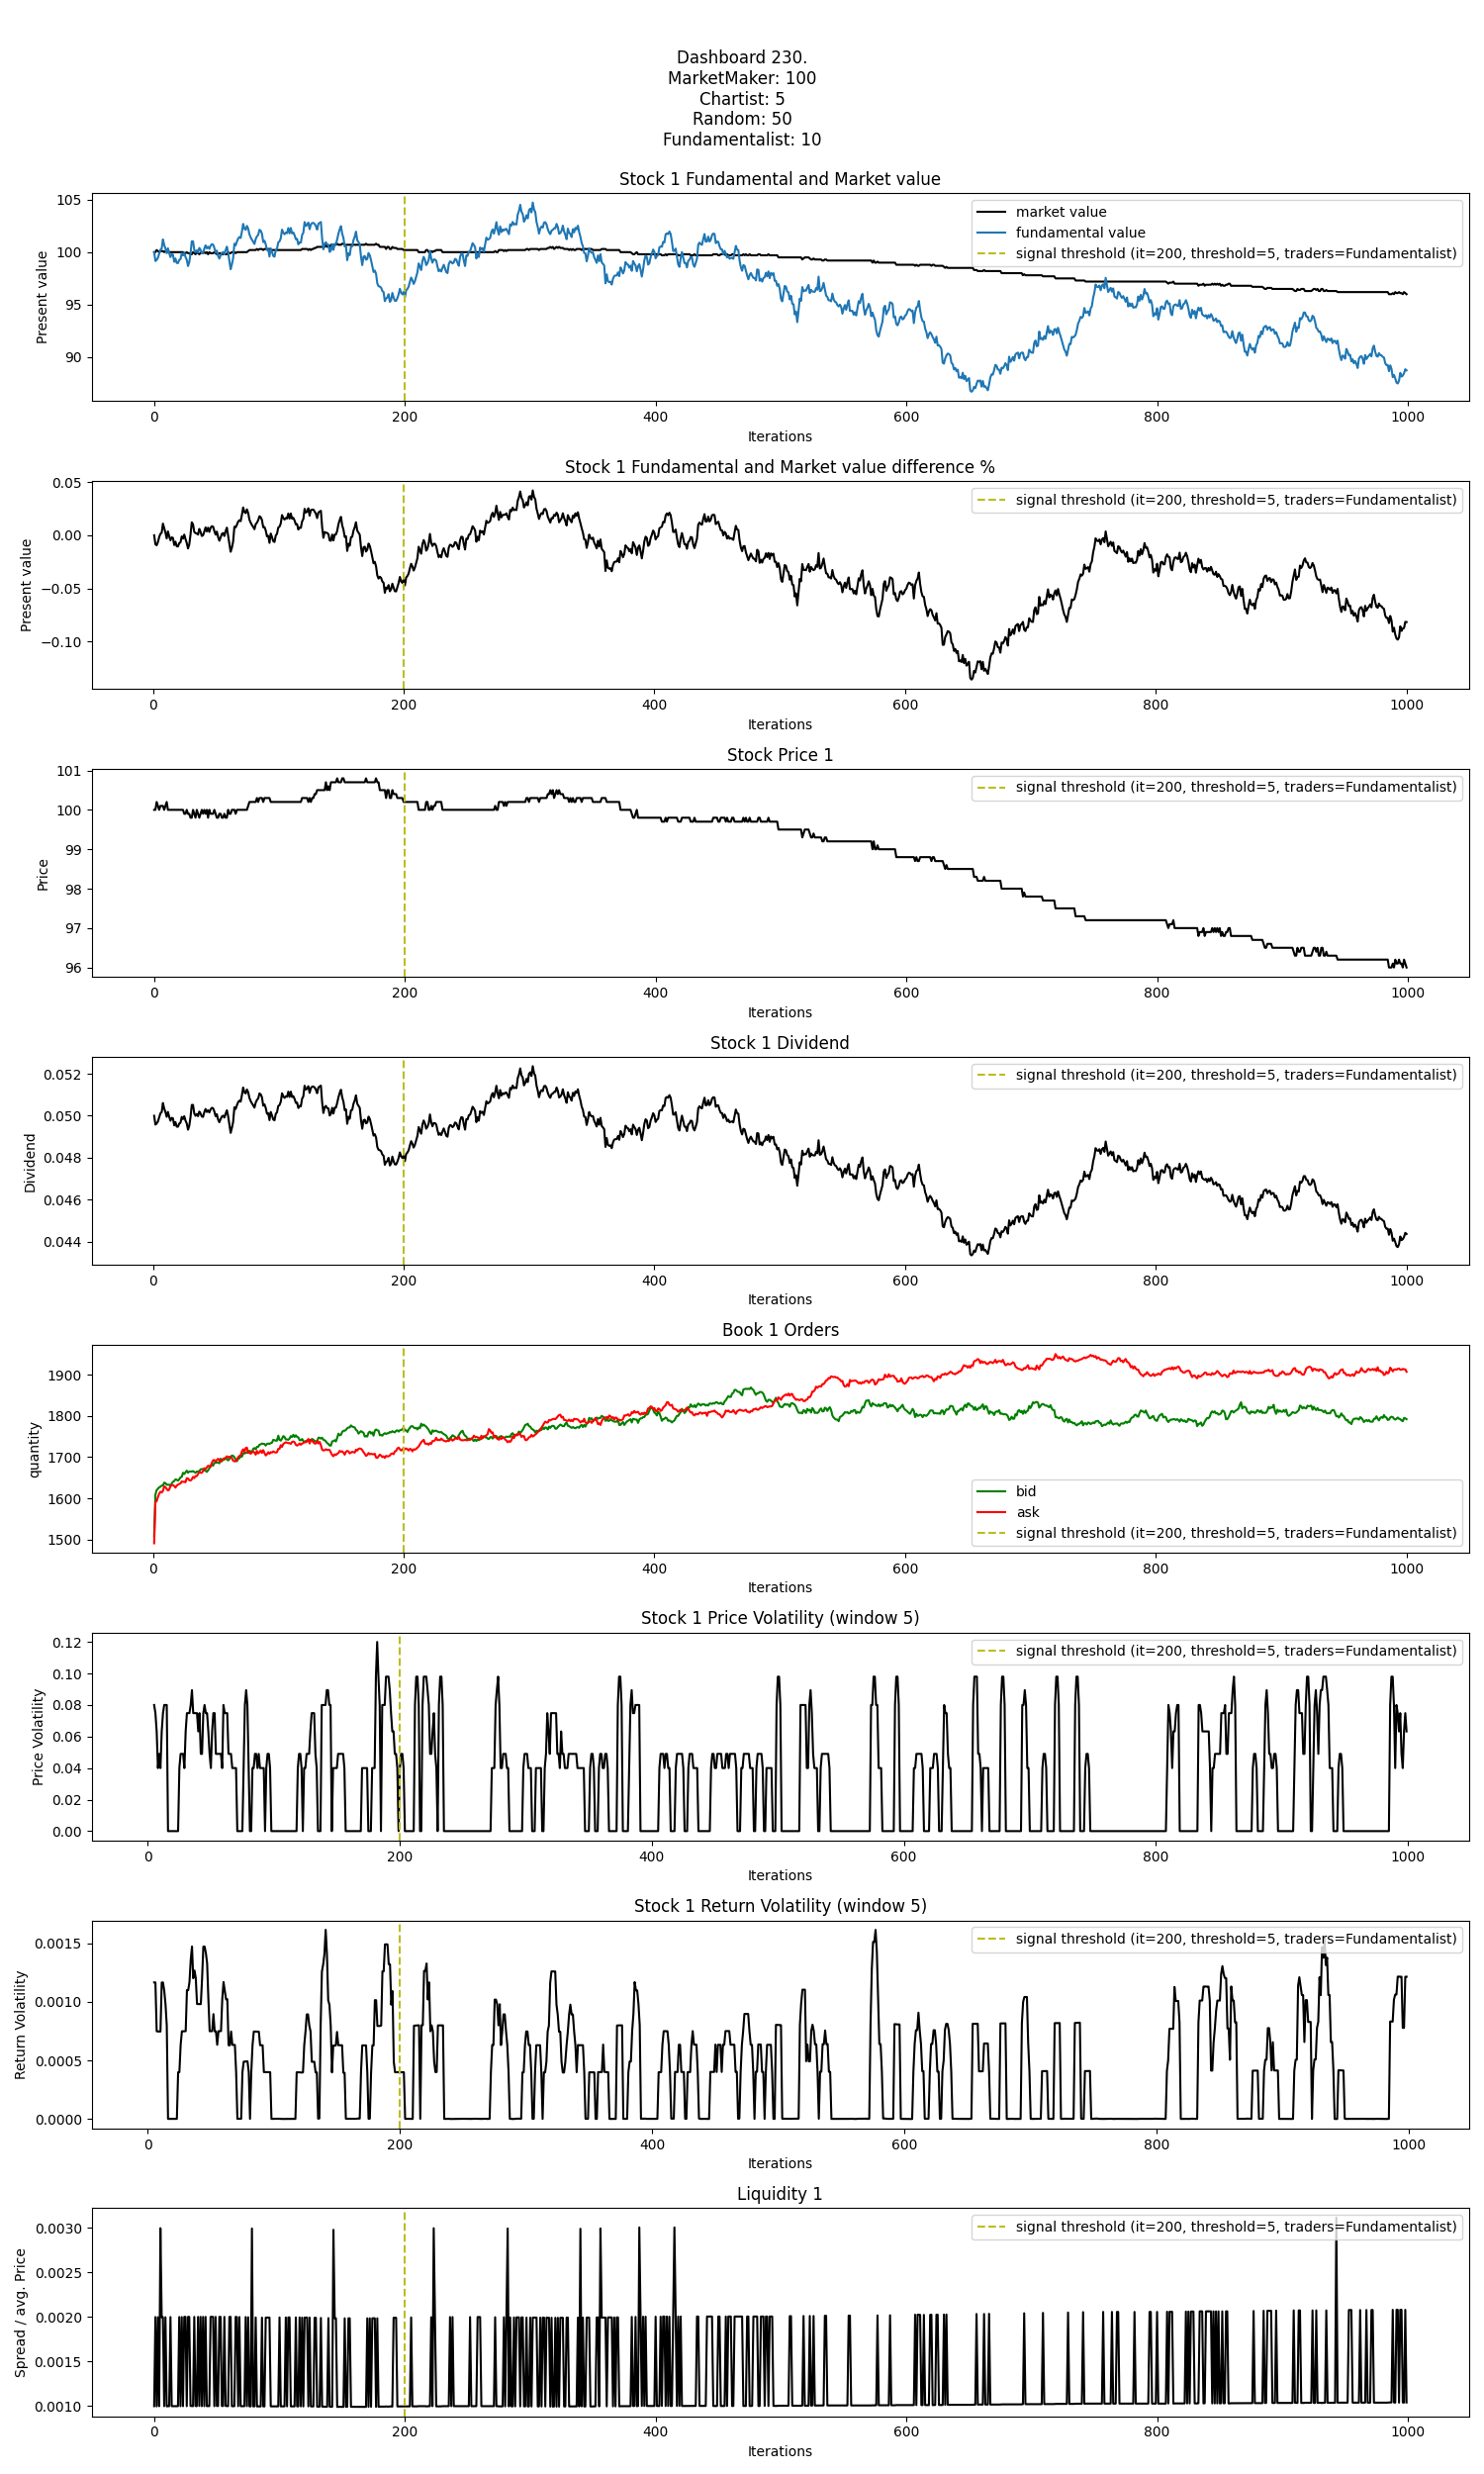 Dashboard 230.
MarketMaker: 100
Chartist: 5
Random: 50
Fundamentalist: 10
Stock 1 Fundamental and Market value
105
100
95
90
Present value
market value
fundamental value
signal threshold (it=200, threshold=5, traders=Fundamentalist)
0 200 400 600 800 1000
Iterations
Stock 1 Fundamental and Market value difference %
0.05
0.00
−0.05
−0.10
Present value
signal threshold (it=200, threshold=5, traders=Fundamentalist)
0 200 400 600 800 1000
Iterations
Stock Price 1
101
100
99
98
97
96
Price
signal threshold (it=200, threshold=5, traders=Fundamentalist)
0 200 400 600 800 1000
Iterations
Stock 1 Dividend
0.052
0.050
0.048
0.046
0.044
Dividend
signal threshold (it=200, threshold=5, traders=Fundamentalist)
0 200 400 600 800 1000
Iterations
Book 1 Orders
1900
1800
1700
1600
1500
quantity
bid
ask
signal threshold (it=200, threshold=5, traders=Fundamentalist)
0 200 400 600 800 1000
Iterations
Stock 1 Price Volatility (window 5)
0.12
0.10
0.08
0.06
0.04
0.02
0.00
Price Volatility
signal threshold (it=200, threshold=5, traders=Fundamentalist)
0 200 400 600 800 1000
Iterations
Stock 1 Return Volatility (window 5)
0.0015
0.0010
0.0005
0.0000
Return Volatility
signal threshold (it=200, threshold=5, traders=Fundamentalist)
0 200 400 600 800 1000
Iterations
Liquidity 1
0.0030
0.0025
0.0020
0.0015
0.0010
Spread / avg. Price
signal threshold (it=200, threshold=5, traders=Fundamentalist)
0 200 400 600 800 1000
Iterations